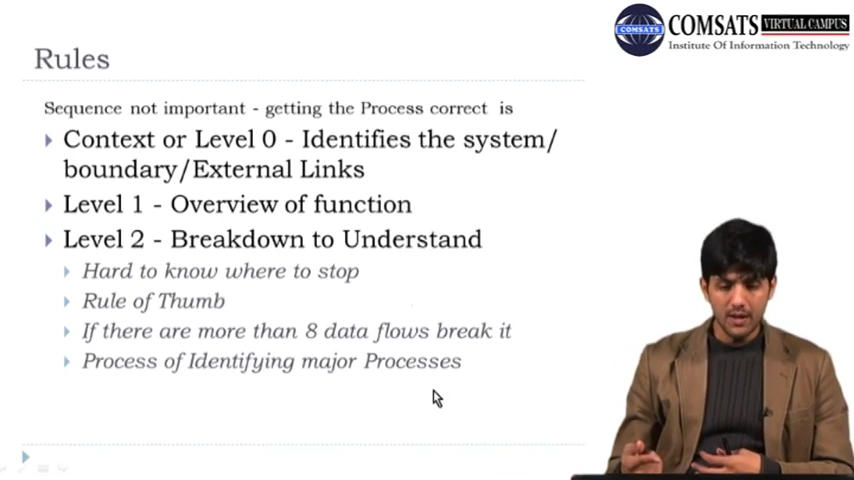 COMSATS VIRTUAL CAMPUS
COMSATS
Institute Of Information Technology
Rules
Sequence not important - getting the Process correct is
Context or Level 0 - Identifies the system/
boundary/External Links
Level 1 - Overview of function
Level 2 - Breakdown to Understand
Hard to know where to stop
Rule of Thumb
If there are more than 8 data flows break it
Process of Identifying major Processes